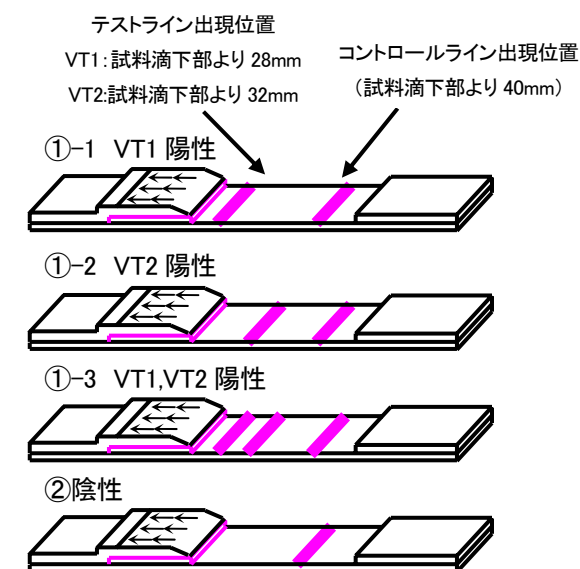 テストライン出現位置
VT1：試料滴下部より 28mm
VT2:試料滴下部より 32mm
コントロールライン出現位置
（試料滴下部より 40mm）
①-1 VT1 陽性
①-2 VT2 陽性
①-3 VT1,VT2 陽性
②陰性